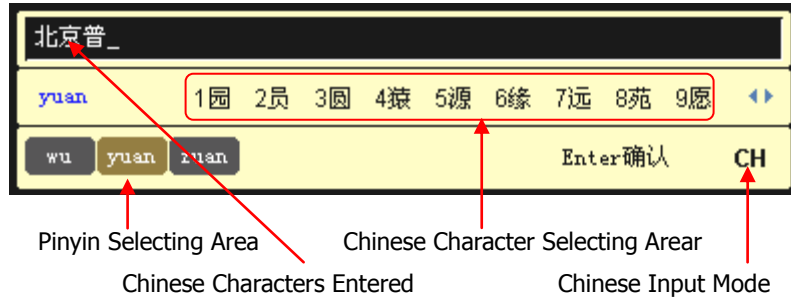 北京普_
yuan 1园 2员 3圆 4猿 5源 6缘 7远 8苑 9愿
wu yuan zuan Enter确认 CH
Pinyin Selecting Area Chinese Character Selecting Arear
Chinese Characters Entered Chinese Input Mode